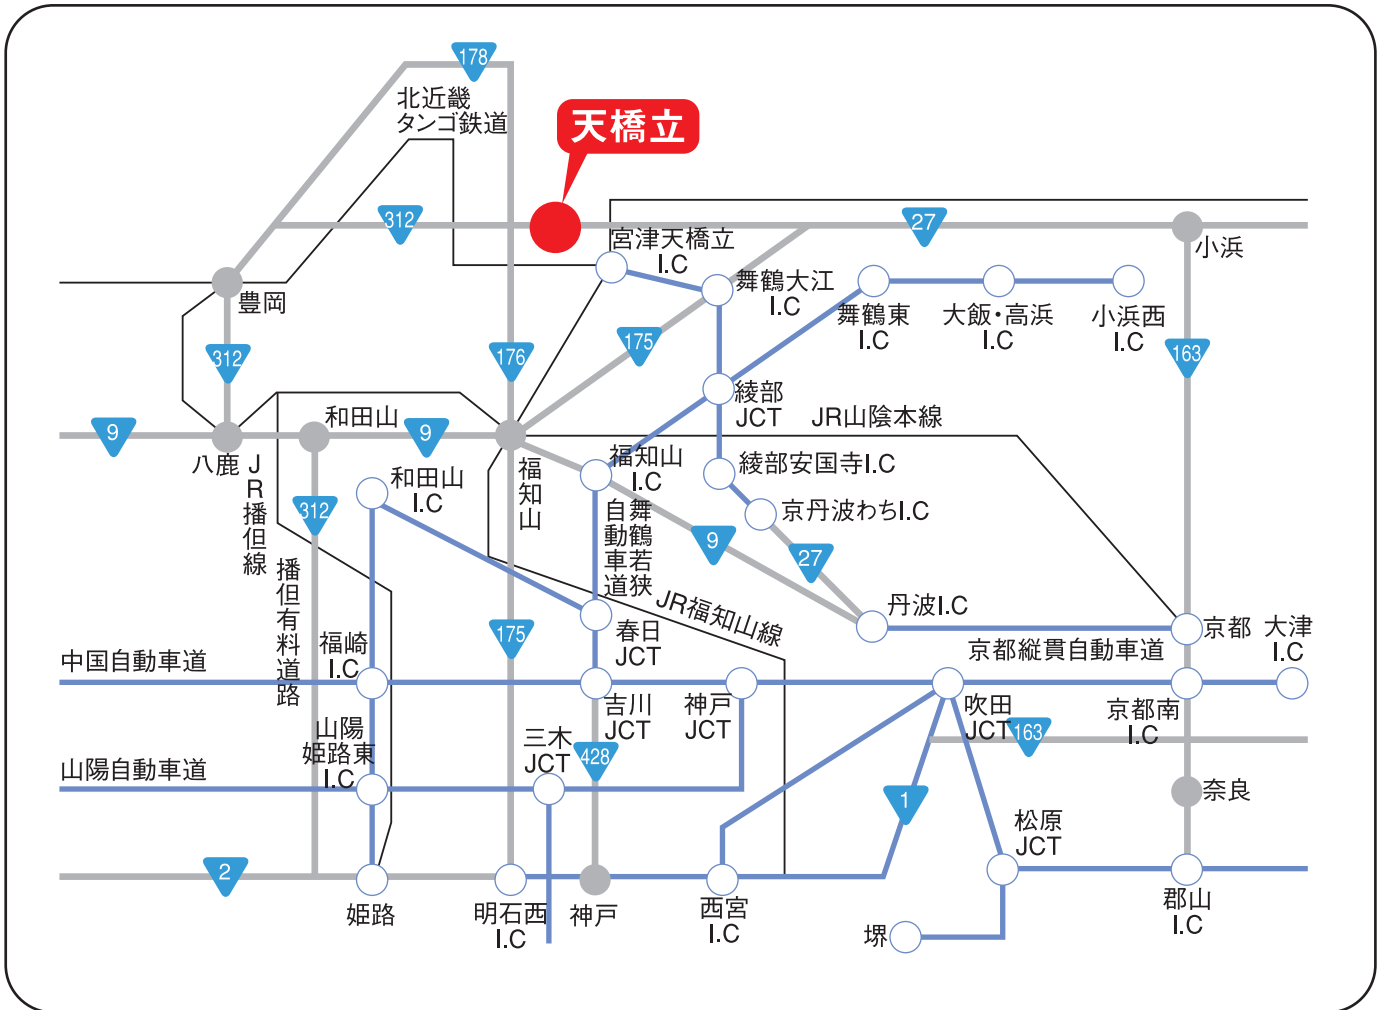 178
北近畿
タンゴ鉄道
天橋立
312
27
小浜
宮津天橋立
I.C
舞鶴大江
I.C
豊岡
舞鶴東
I.C
大飯・高浜
I.C
小浜西
I.C
312
176
175
163
綾部
JCT
JR山陰本線
9
和田山
9
八鹿
JR播但線
和田山
I.C
福知山
福知山
I.C
綾部安国寺I.C
京丹波わちI.C
312
舞鶴若狭
自動車道
9
27
播但有料道路
JR福知山線
丹波I.C
175
春日
JCT
京都
大津
I.C
京都縦貫自動車道
中国自動車道
福崎
I.C
吉川
JCT
神戸
JCT
吹田
JCT
京都南
I.C
163
山陽
姫路東
I.C
三木
JCT
428
山陽自動車道
1
奈良
松原
JCT
2
姫路
明石西
I.C
神戸
西宮
I.C
堺
郡山
I.C